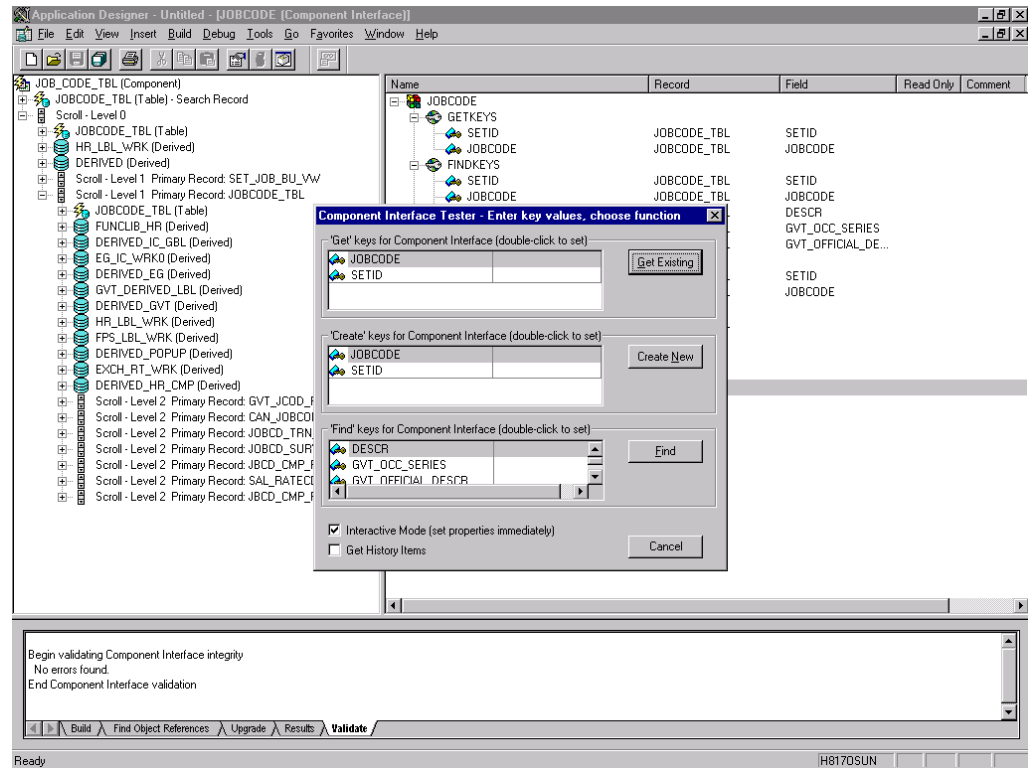 Application Designer - Untitled - [JOBCODE (Component Interface)]
File Edit View Insert Build Debug Tools Go Favorites Window Help
JOB_CODE_TBL (Component)
JOBCODE_TBL (Table) - Search Record
Scroll - Level 0
JOBCODE_TBL (Table)
HR_LBL_WRK (Derived)
DERIVED (Derived)
Scroll - Level 1 Primary Record: SET_JOB_BU_VW
Scroll - Level 1 Primary Record: JOBCODE_TBL
JOBCODE_TBL (Table)
FUNCLIB_HR (Derived)
DERIVED_IC_GBL (Derived)
EG_IC_WRK0 (Derived)
DERIVED_EG (Derived)
GVT_DERIVED_LBL (Derived)
DERIVED_GVT (Derived)
HR_LBL_WRK (Derived)
FPS_LBL_WRK (Derived)
DERIVED_POPUP (Derived)
EXCH_RT_WRK (Derived)
DERIVED_HR_CMP (Derived)
Scroll - Level 2 Primary Record: GVT_JCOD_
Scroll - Level 2 Primary Record: CAN_JOBCO
Scroll - Level 2 Primary Record: JOBCD_TRN_
Scroll - Level 2 Primary Record: JOBCD_SUR
Scroll - Level 2 Primary Record: JBCD_CMP_
Scroll - Level 2 Primary Record: SAL_RATEC
Scroll - Level 2 Primary Record: JBCD_CMP_
Name Record Field Read Only Comment
JOBCODE
GETKEYS
SETID JOBCODE_TBL SETID
JOBCODE JOBCODE_TBL JOBCODE
FINDKEYS
SETID JOBCODE_TBL SETID
JOBCODE JOBCODE_TBL JOBCODE
DESCR
GVT_OCC_SERIES
GVT_OFFICIAL_DE...
SETID
JOBCODE
Component Interface Tester - Enter key values, choose function
'Get' keys for Component Interface (double-click to set)
JOBCODE
SETID
Get Existing
'Create' keys for Component Interface (double-click to set)
JOBCODE
SETID
Create New
'Find' keys for Component Interface (double-click to set)
DESCR
GVT_OCC_SERIES
GVT_OFFICIAL_DESCR
Find
Interactive Mode (set properties immediately)
Get History Items
Cancel
Begin validating Component Interface integrity
No errors found.
End Component Interface validation
Build Find Object References Upgrade Results Validate
Ready H8170SUN